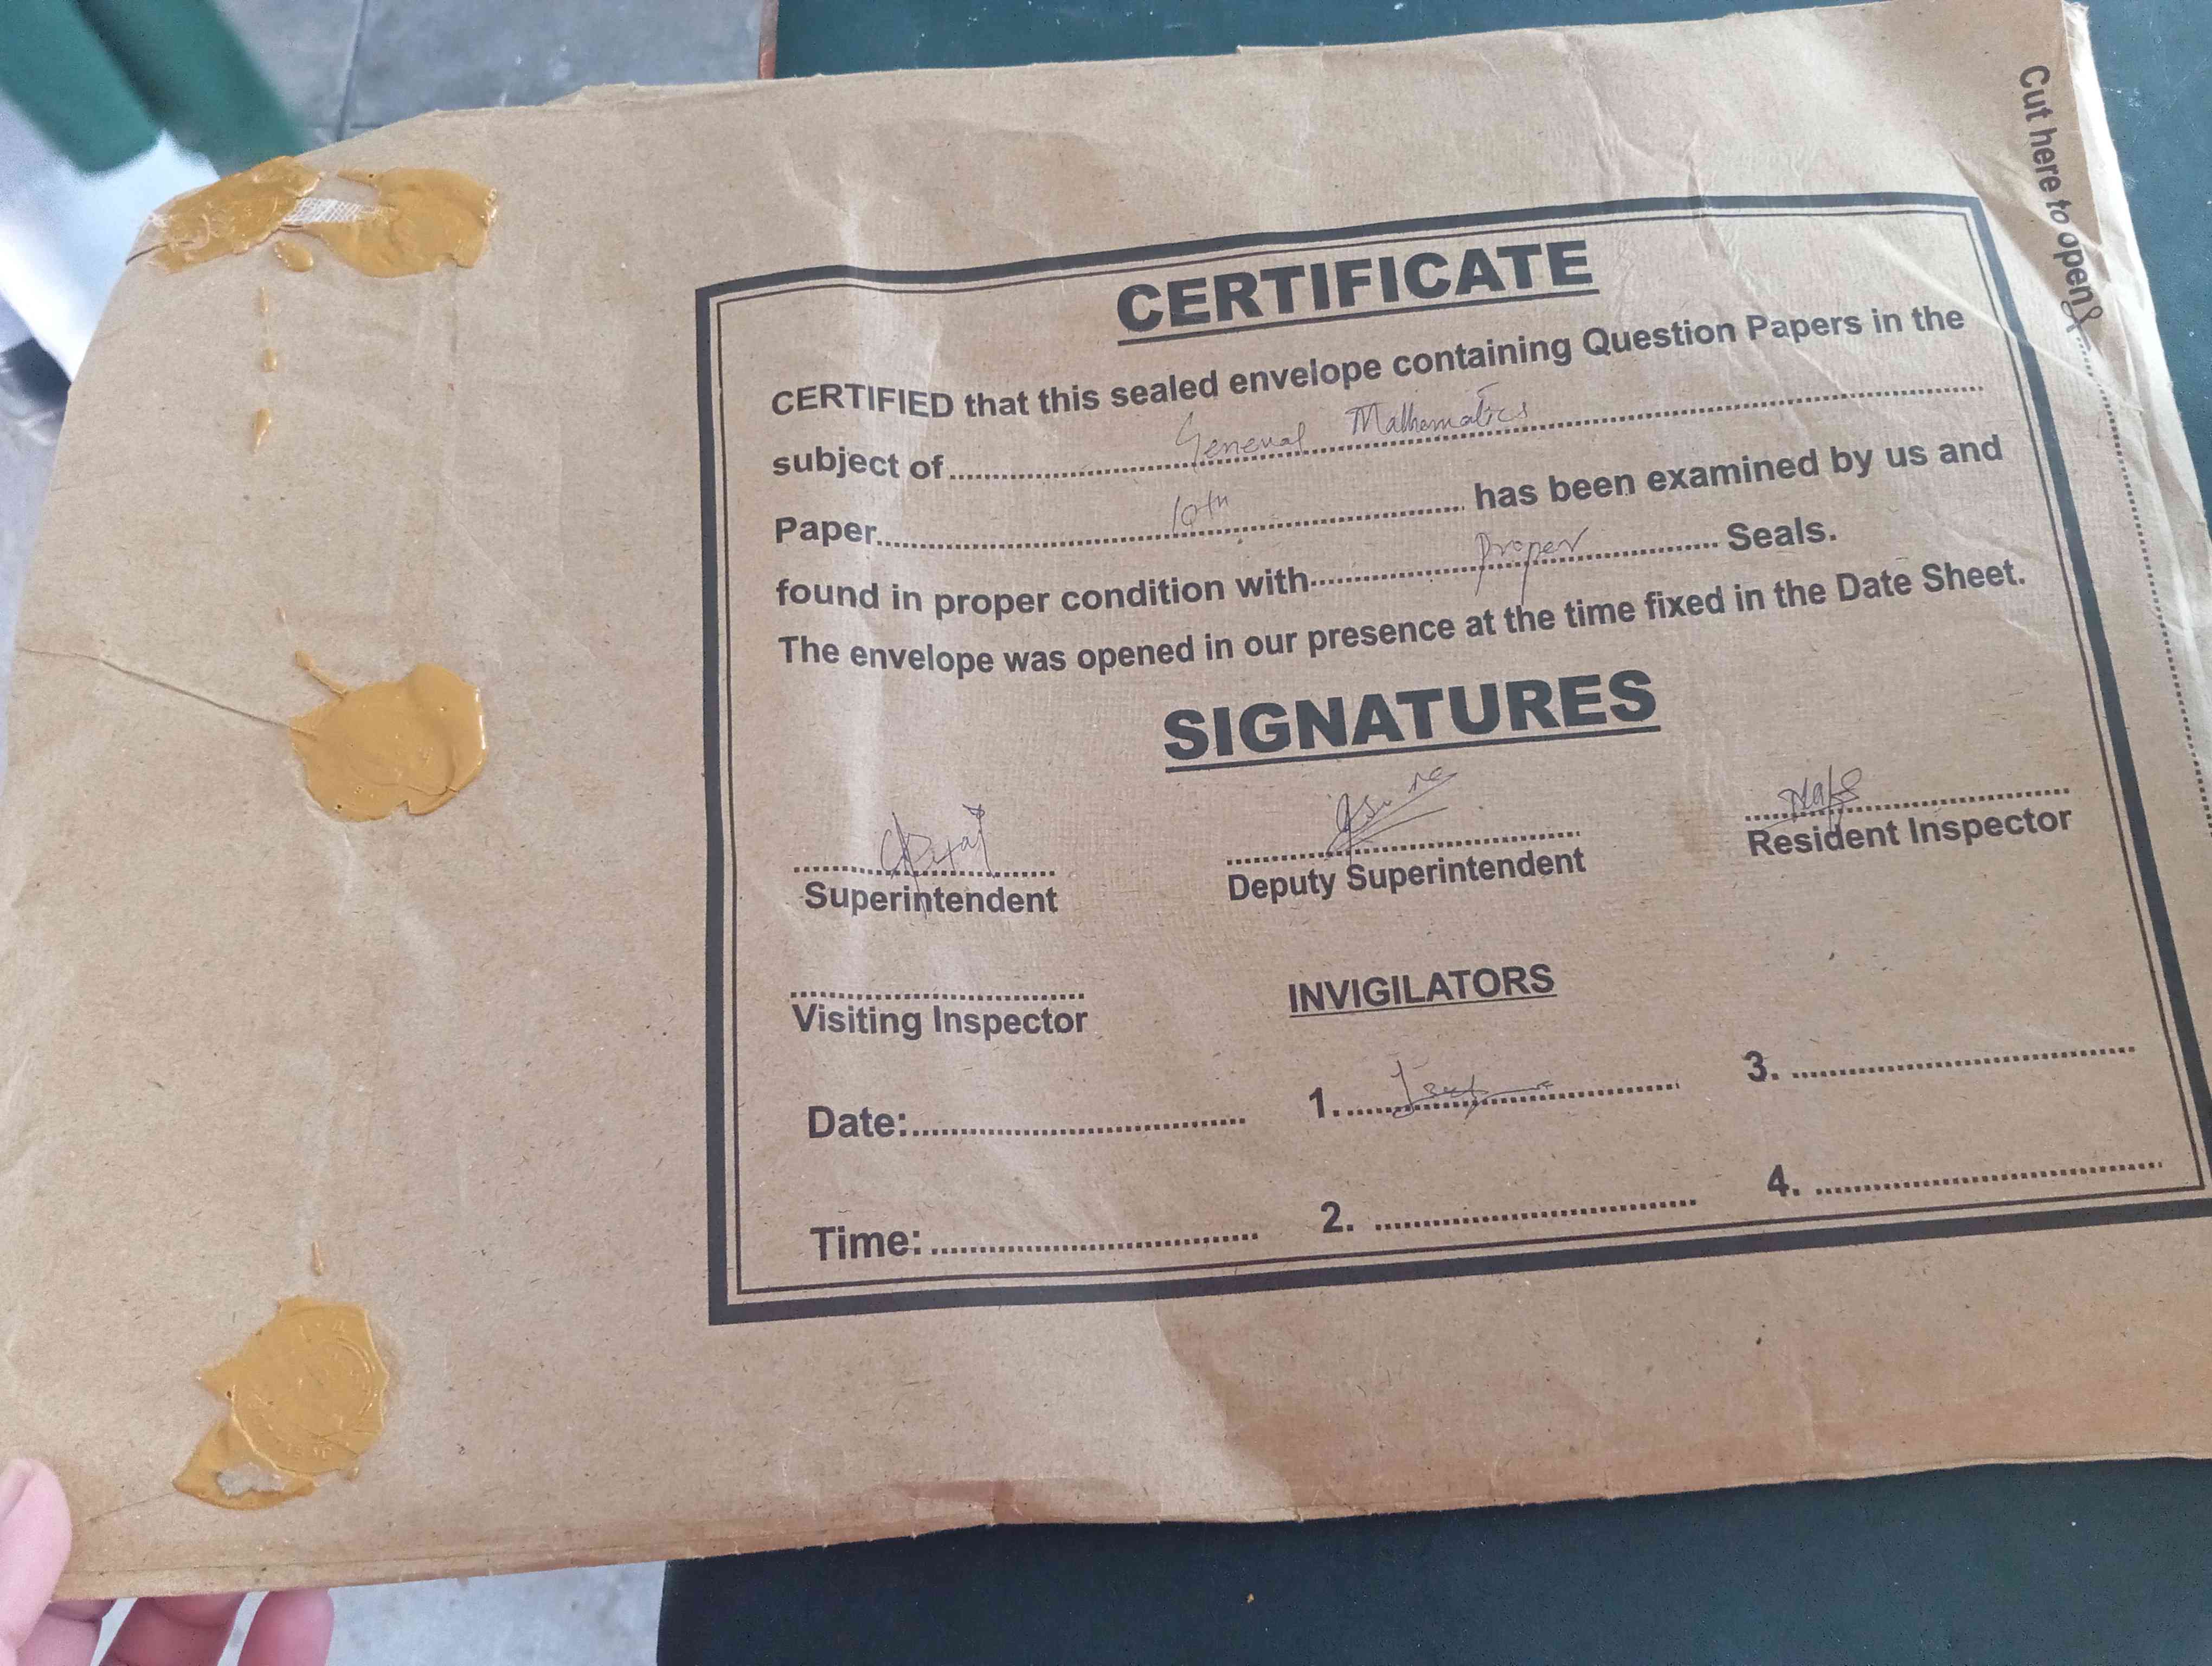 Cut here to open
CERTIFICATE
CERTIFIED that this sealed envelope containing Question Papers in the
subject of.......... General Mathematics ..........
Paper.......... 10th .......... has been examined by us and
found in proper condition with.......... Proper .......... Seals.
The envelope was opened in our presence at the time fixed in the Date Sheet.
SIGNATURES
Superintendent Deputy Superintendent Resident Inspector
Visiting Inspector INVIGILATORS
Date:.......... 1........... 3. ..........
Time:.......... 2. .......... 4. ..........